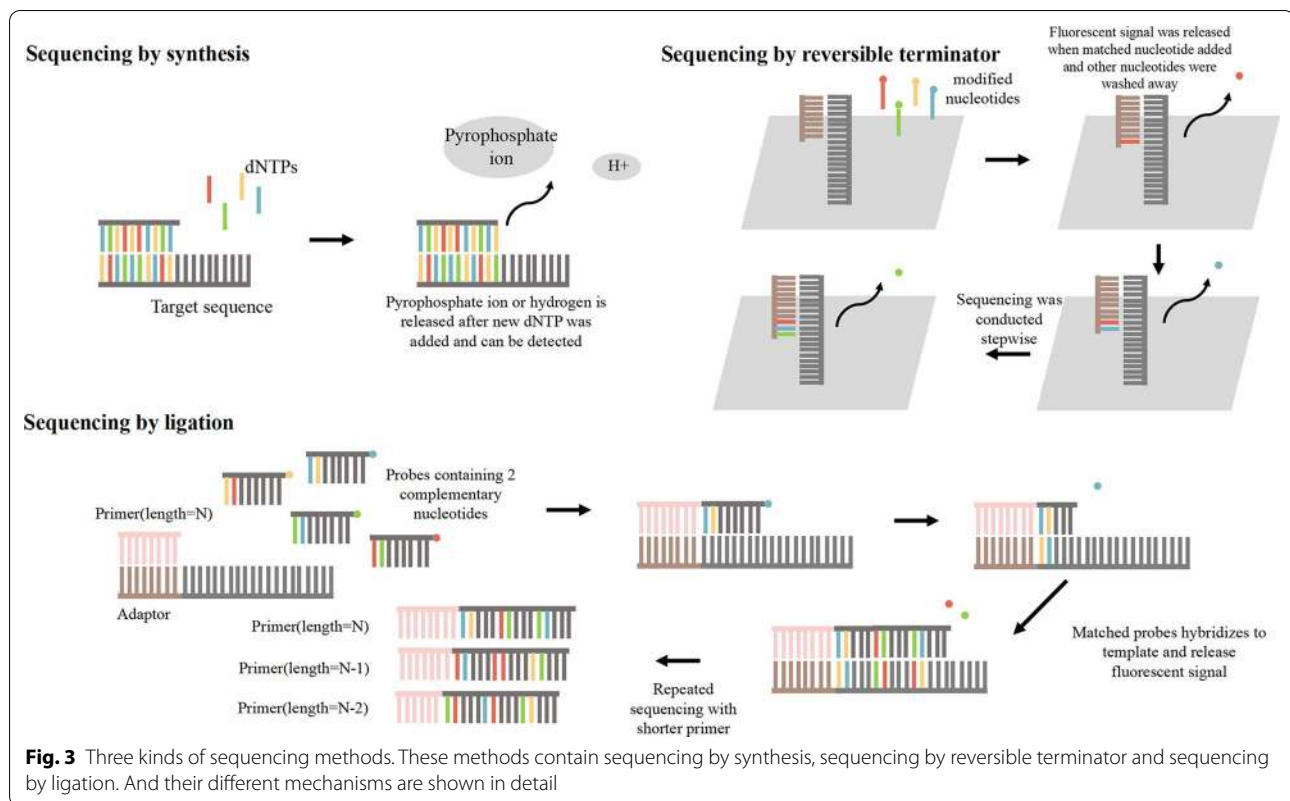 Sequencing by synthesis
dNTPs
Target sequence
Pyrophosphate
ion
H+
Pyrophosphate ion or hydrogen is
released after new dNTP was
added and can be detected
Sequencing by reversible terminator
modified
nucleotides
Fluorescent signal was released
when matched nucleotide added
and other nucleotides were
washed away
Sequencing was
conducted
stepwise
Sequencing by ligation
Primer(length=N)
Adaptor
Probes containing 2
complementary
nucleotides
Matched probes hybridizes to
template and release
fluorescent signal
Repeated
sequencing with
shorter primer
Primer(length=N)
Primer(length=N-1)
Primer(length=N-2)
Fig. 3 Three kinds of sequencing methods. These methods contain sequencing by synthesis, sequencing by reversible terminator and sequencing
by ligation. And their different mechanisms are shown in detail